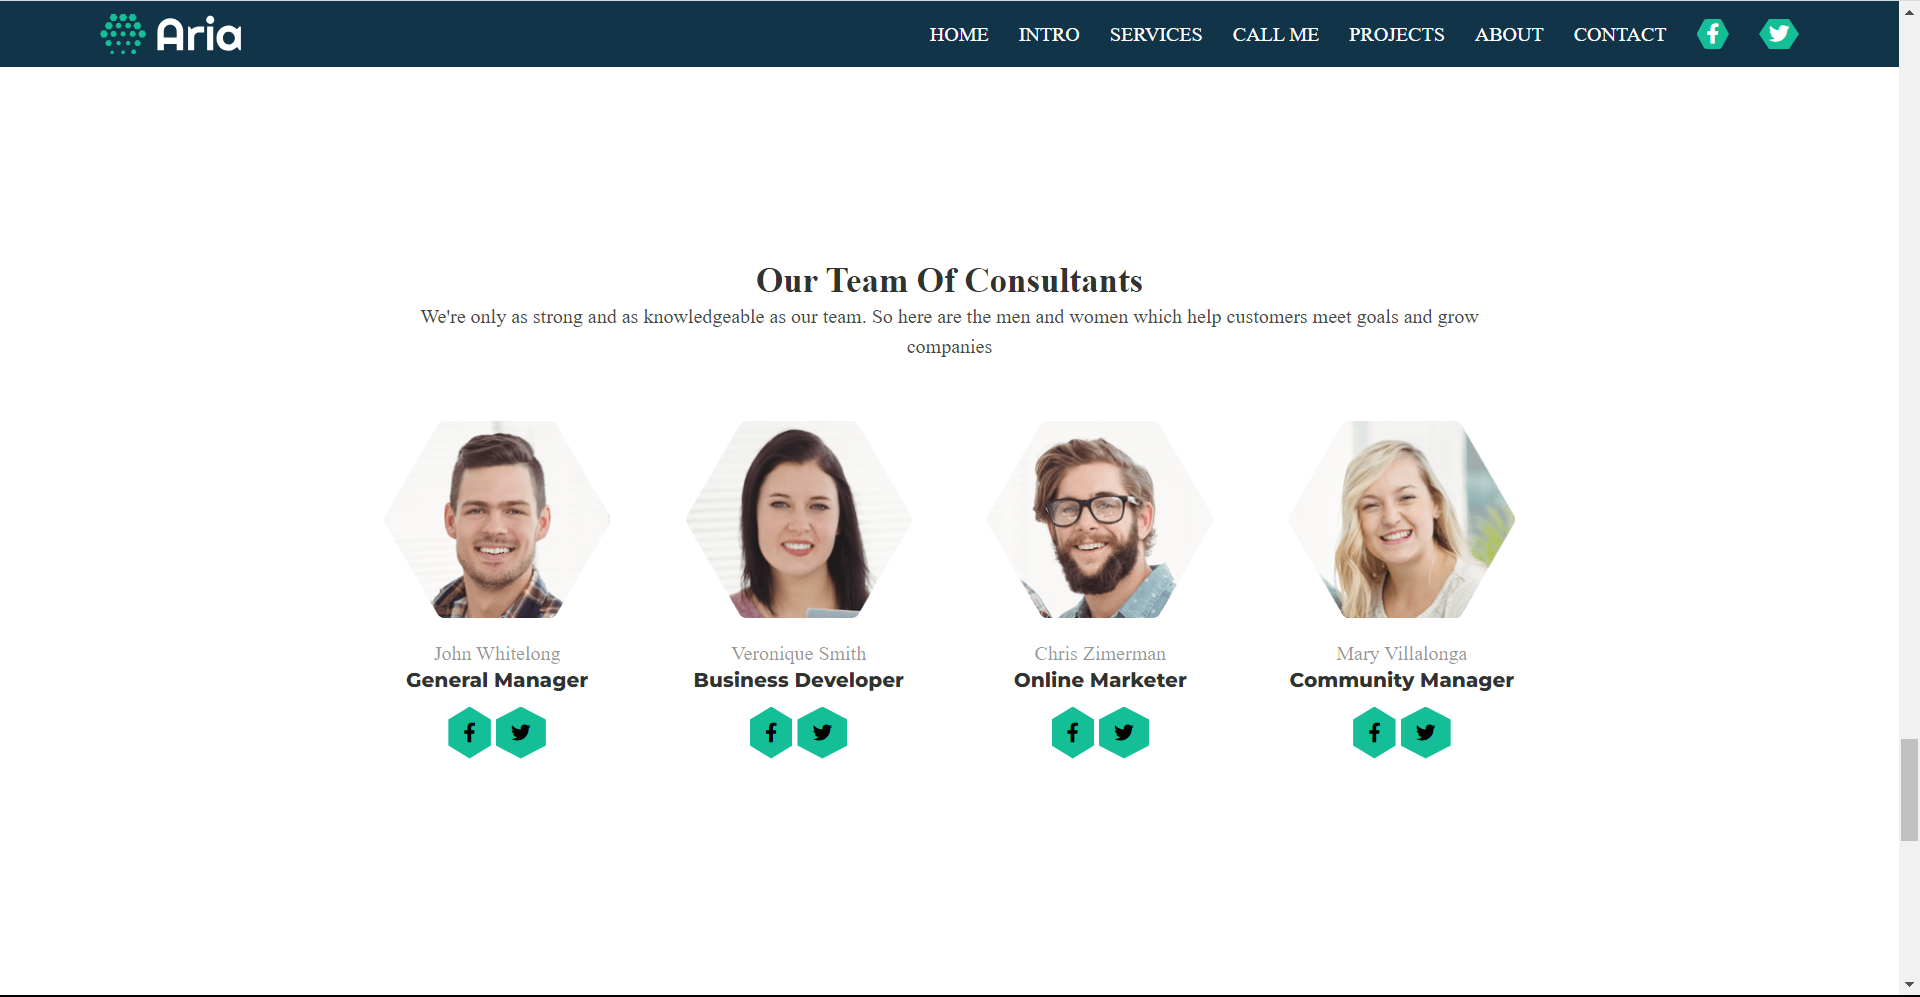 Aria
HOME INTRO SERVICES CALL ME PROJECTS ABOUT CONTACT
Our Team Of Consultants
We're only as strong and as knowledgeable as our team. So here are the men and women which help customers meet goals and grow
companies
John Whitelong
General Manager
Veronique Smith
Business Developer
Chris Zimerman
Online Marketer
Mary Villalonga
Community Manager